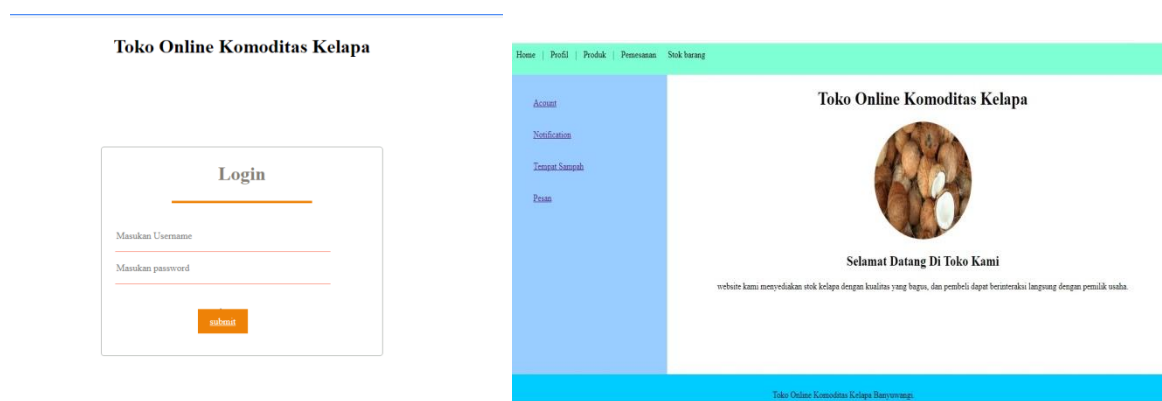 Toko Online Komoditas Kelapa
Login
Masukan Username
Masukan password
submit
Home | Profil | Produk | Pemesanan Stok barang
Acount
Notification
Tempat Sampah
Pesan
Toko Online Komoditas Kelapa
Selamat Datang Di Toko Kami
website kami menyediakan stok kelapa dengan kualitas yang bagus, dan pembeli dapat berinteraksi langsung dengan pemilik usaha.
Toko Online Komoditas Kelapa Banyuwangi.